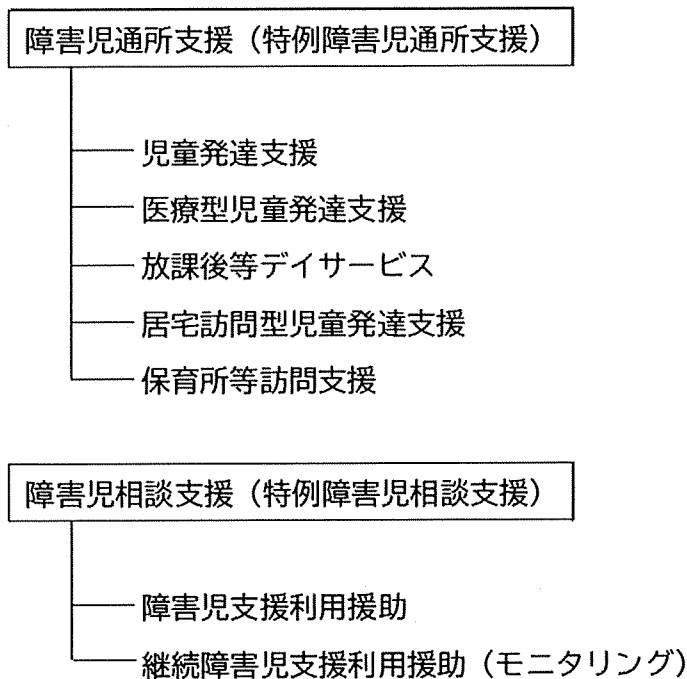 障害児通所支援（特例障害児通所支援）
児童発達支援
医療型児童発達支援
放課後等デイサービス
居宅訪問型児童発達支援
保育所等訪問支援
障害児相談支援（特例障害児相談支援）
障害児支援利用援助
継続障害児支援利用援助（モニタリング）